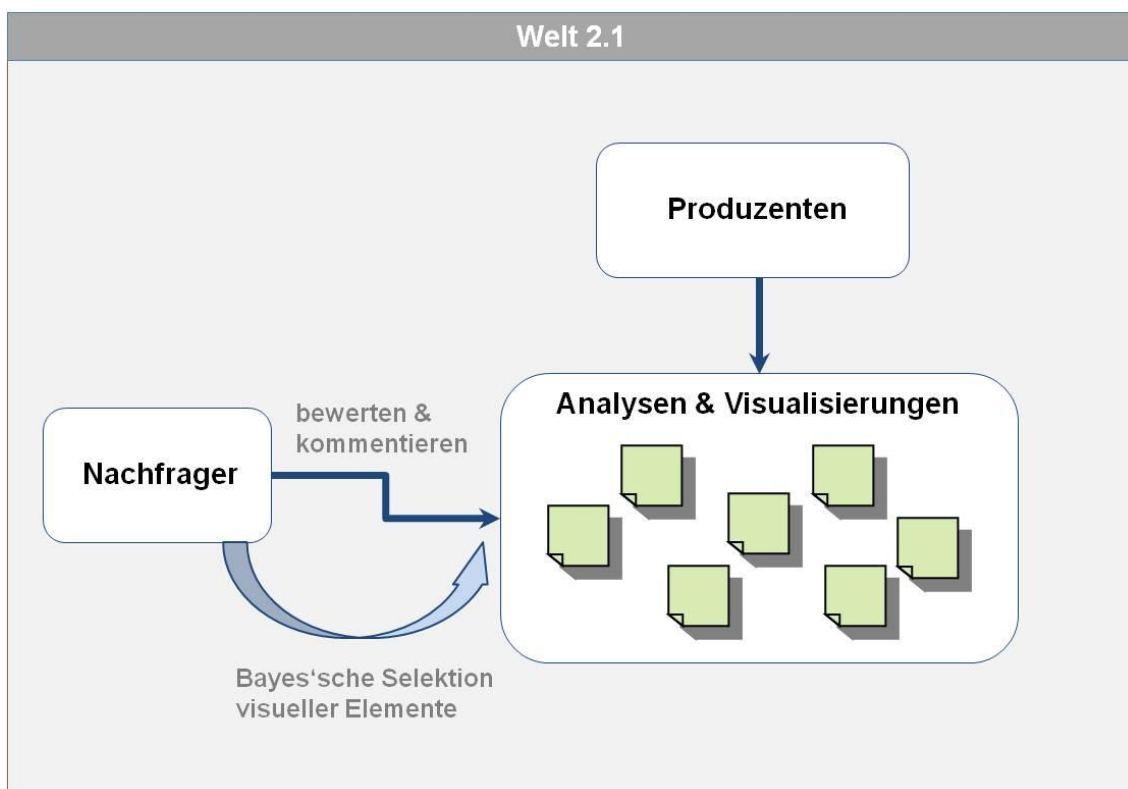 Welt 2.1
Produzenten
Analysen & Visualisierungen
bewerten &
kommentieren
Nachfrager
Bayes‘sche Selektion
visueller Elemente